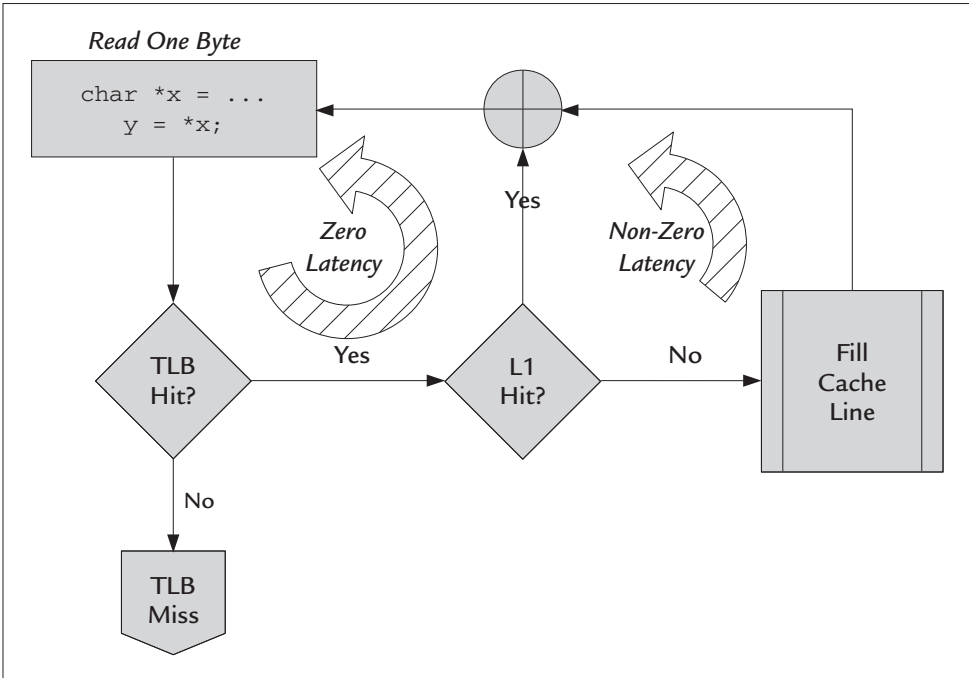 Read One Byte
char *x = ...
y = *x;
Yes
Zero
Latency
Non-Zero
Latency
Yes
No
TLB
Hit?
L1
Hit?
Fill
Cache
Line
No
TLB
Miss